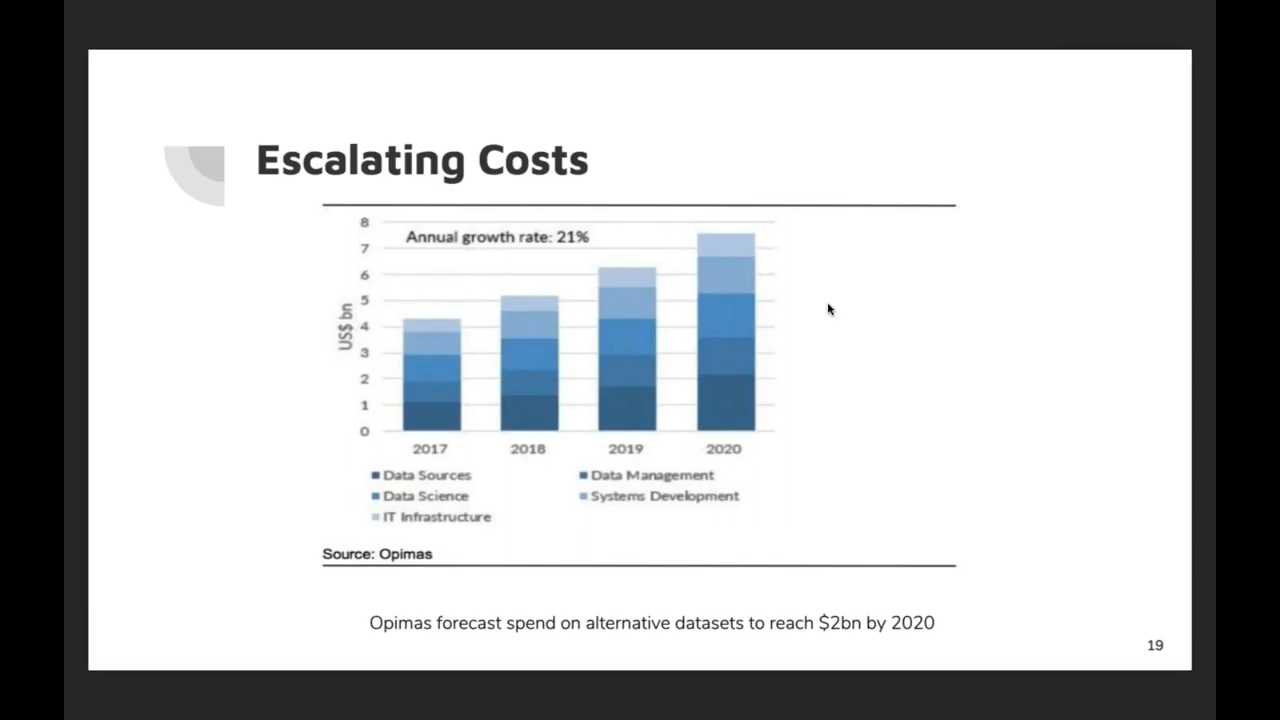 Escalating Costs
Annual growth rate: 21%
US$ bn
8
7
6
5
4
3
2
1
0
2017 2018 2019 2020
Data Sources Data Management
Data Science Systems Development
IT Infrastructure
Source: Opimas
Opimas forecast spend on alternative datasets to reach $2bn by 2020
19